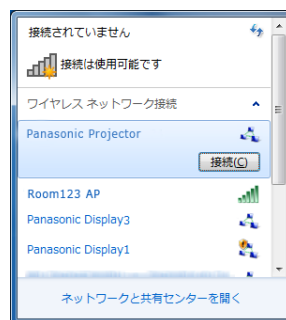 接続されていません
接続は使用可能です
ワイヤレス ネットワーク接続
Panasonic Projector
接続(C)
Room123 AP
Panasonic Display3
Panasonic Display1
ネットワークと共有センターを開く